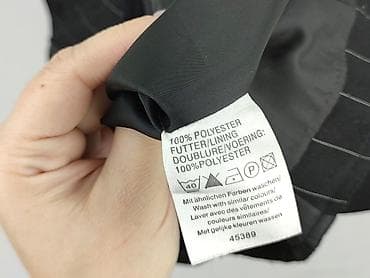 100% POLYESTER
FUTTER/LINING
DOUBLURE/VOERING:
100%POLYESTER
40
Mit ähnlichen Farben waschen/
Wash with similar colours/
Laver avec des vêtements de
couleurs similaires/
Met gelijke kleuren wassen
45389